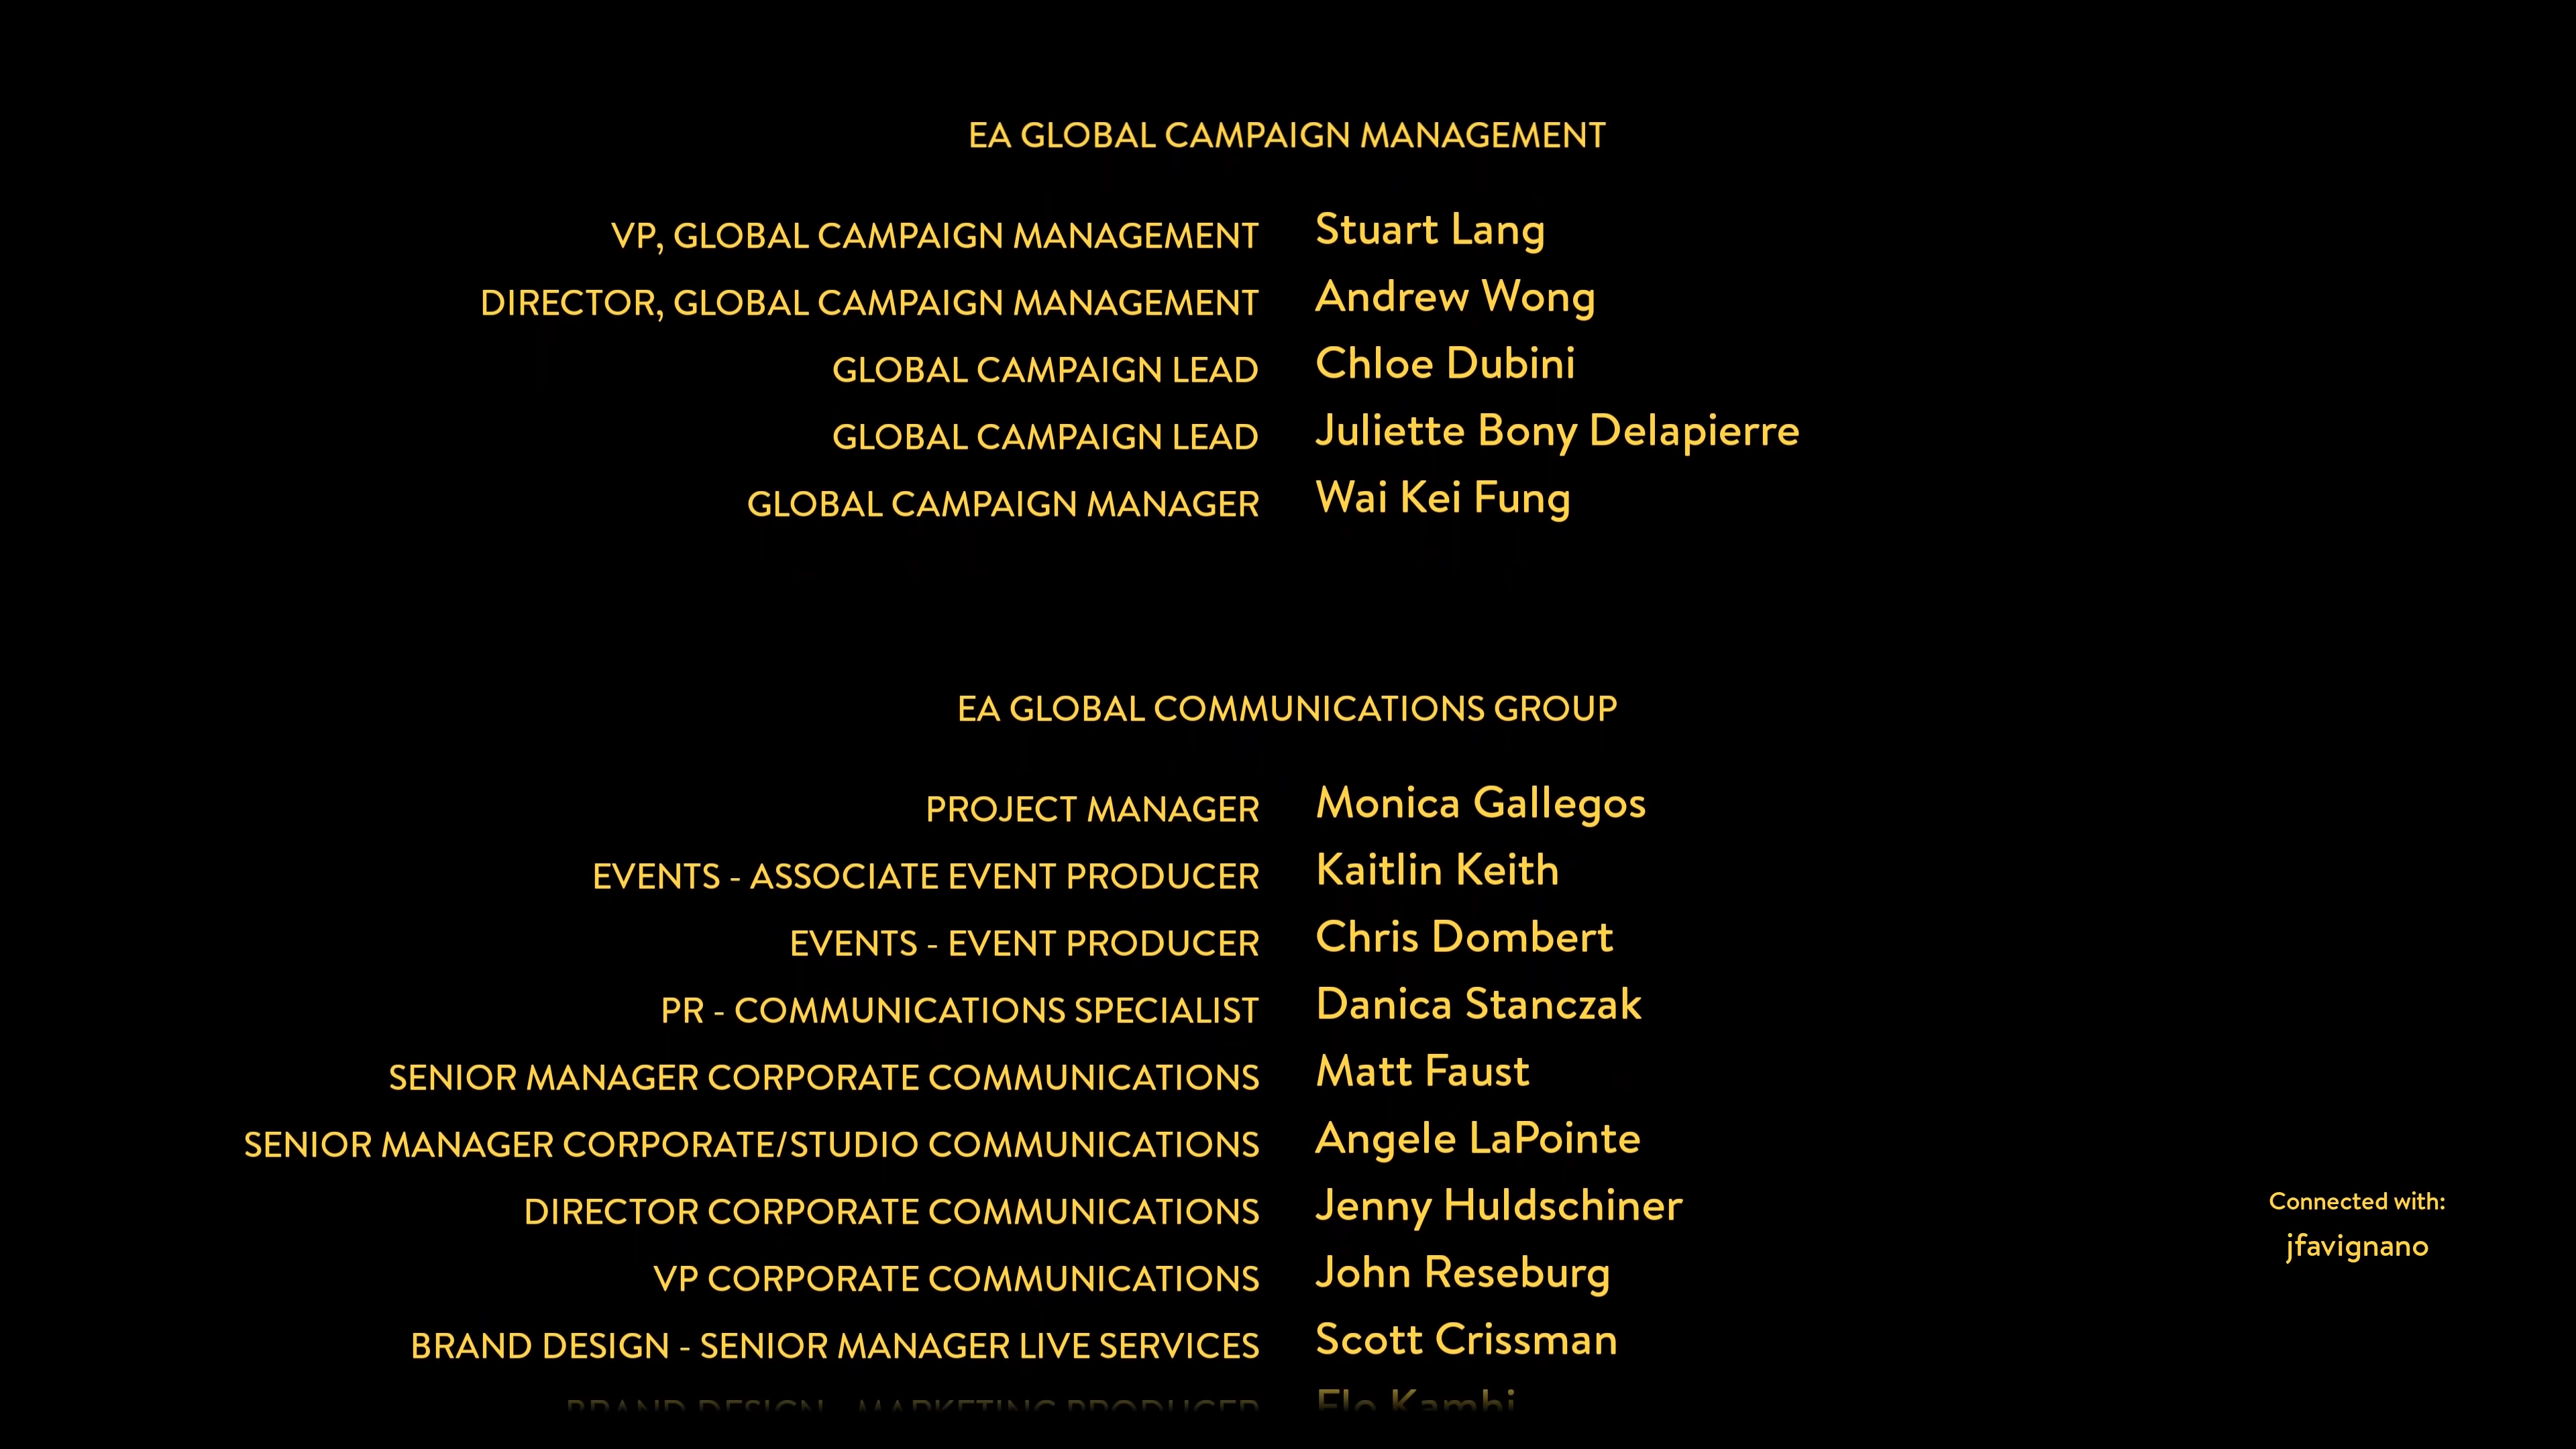 EA GLOBAL CAMPAIGN MANAGEMENT
VP, GLOBAL CAMPAIGN MANAGEMENT Stuart Lang
DIRECTOR, GLOBAL CAMPAIGN MANAGEMENT Andrew Wong
GLOBAL CAMPAIGN LEAD Chloe Dubini
GLOBAL CAMPAIGN LEAD Juliette Bony Delapierre
GLOBAL CAMPAIGN MANAGER Wai Kei Fung
EA GLOBAL COMMUNICATIONS GROUP
PROJECT MANAGER Monica Gallegos
EVENTS - ASSOCIATE EVENT PRODUCER Kaitlin Keith
EVENTS - EVENT PRODUCER Chris Dombert
PR - COMMUNICATIONS SPECIALIST Danica Stanczak
SENIOR MANAGER CORPORATE COMMUNICATIONS Matt Faust
SENIOR MANAGER CORPORATE/STUDIO COMMUNICATIONS Angele LaPointe
DIRECTOR CORPORATE COMMUNICATIONS Jenny Huldschiner
VP CORPORATE COMMUNICATIONS John Reseburg
BRAND DESIGN - SENIOR MANAGER LIVE SERVICES Scott Crissman
BRAND DESIGN - MARKETING PRODUCER
Connected with:
jfavignano